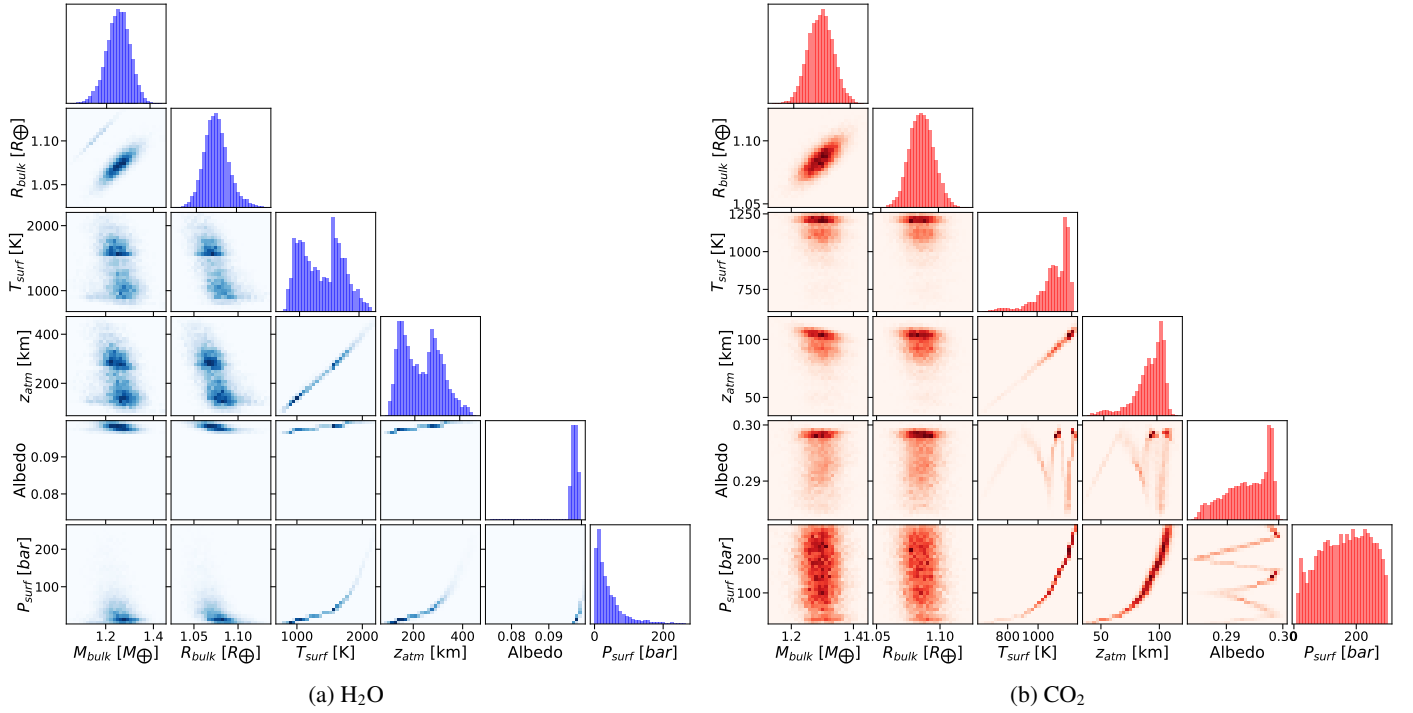 R_bulk [R⊕]
1.10
1.05
T_surf [K]
2000
1000
z_atm [km]
400
200
Albedo
0.09
0.08
P_surf [bar]
200
100
1.2 1.4
1.05 1.10
1000 2000
200 400
0.08 0.09
0 200
M_bulk [M⊕]
R_bulk [R⊕]
T_surf [K]
z_atm [km]
Albedo
P_surf [bar]
(a) H₂O
R_bulk [R⊕]
1.10
1.05
T_surf [K]
1250
1000
750
z_atm [km]
100
50
Albedo
0.30
0.29
P_surf [bar]
200
100
1.2 1.41
1.05 1.10
800 1000
50 100
0.29 0.30
0 200
M_bulk [M⊕]
R_bulk [R⊕]
T_surf [K]
z_atm [km]
Albedo
P_surf [bar]
(b) CO₂